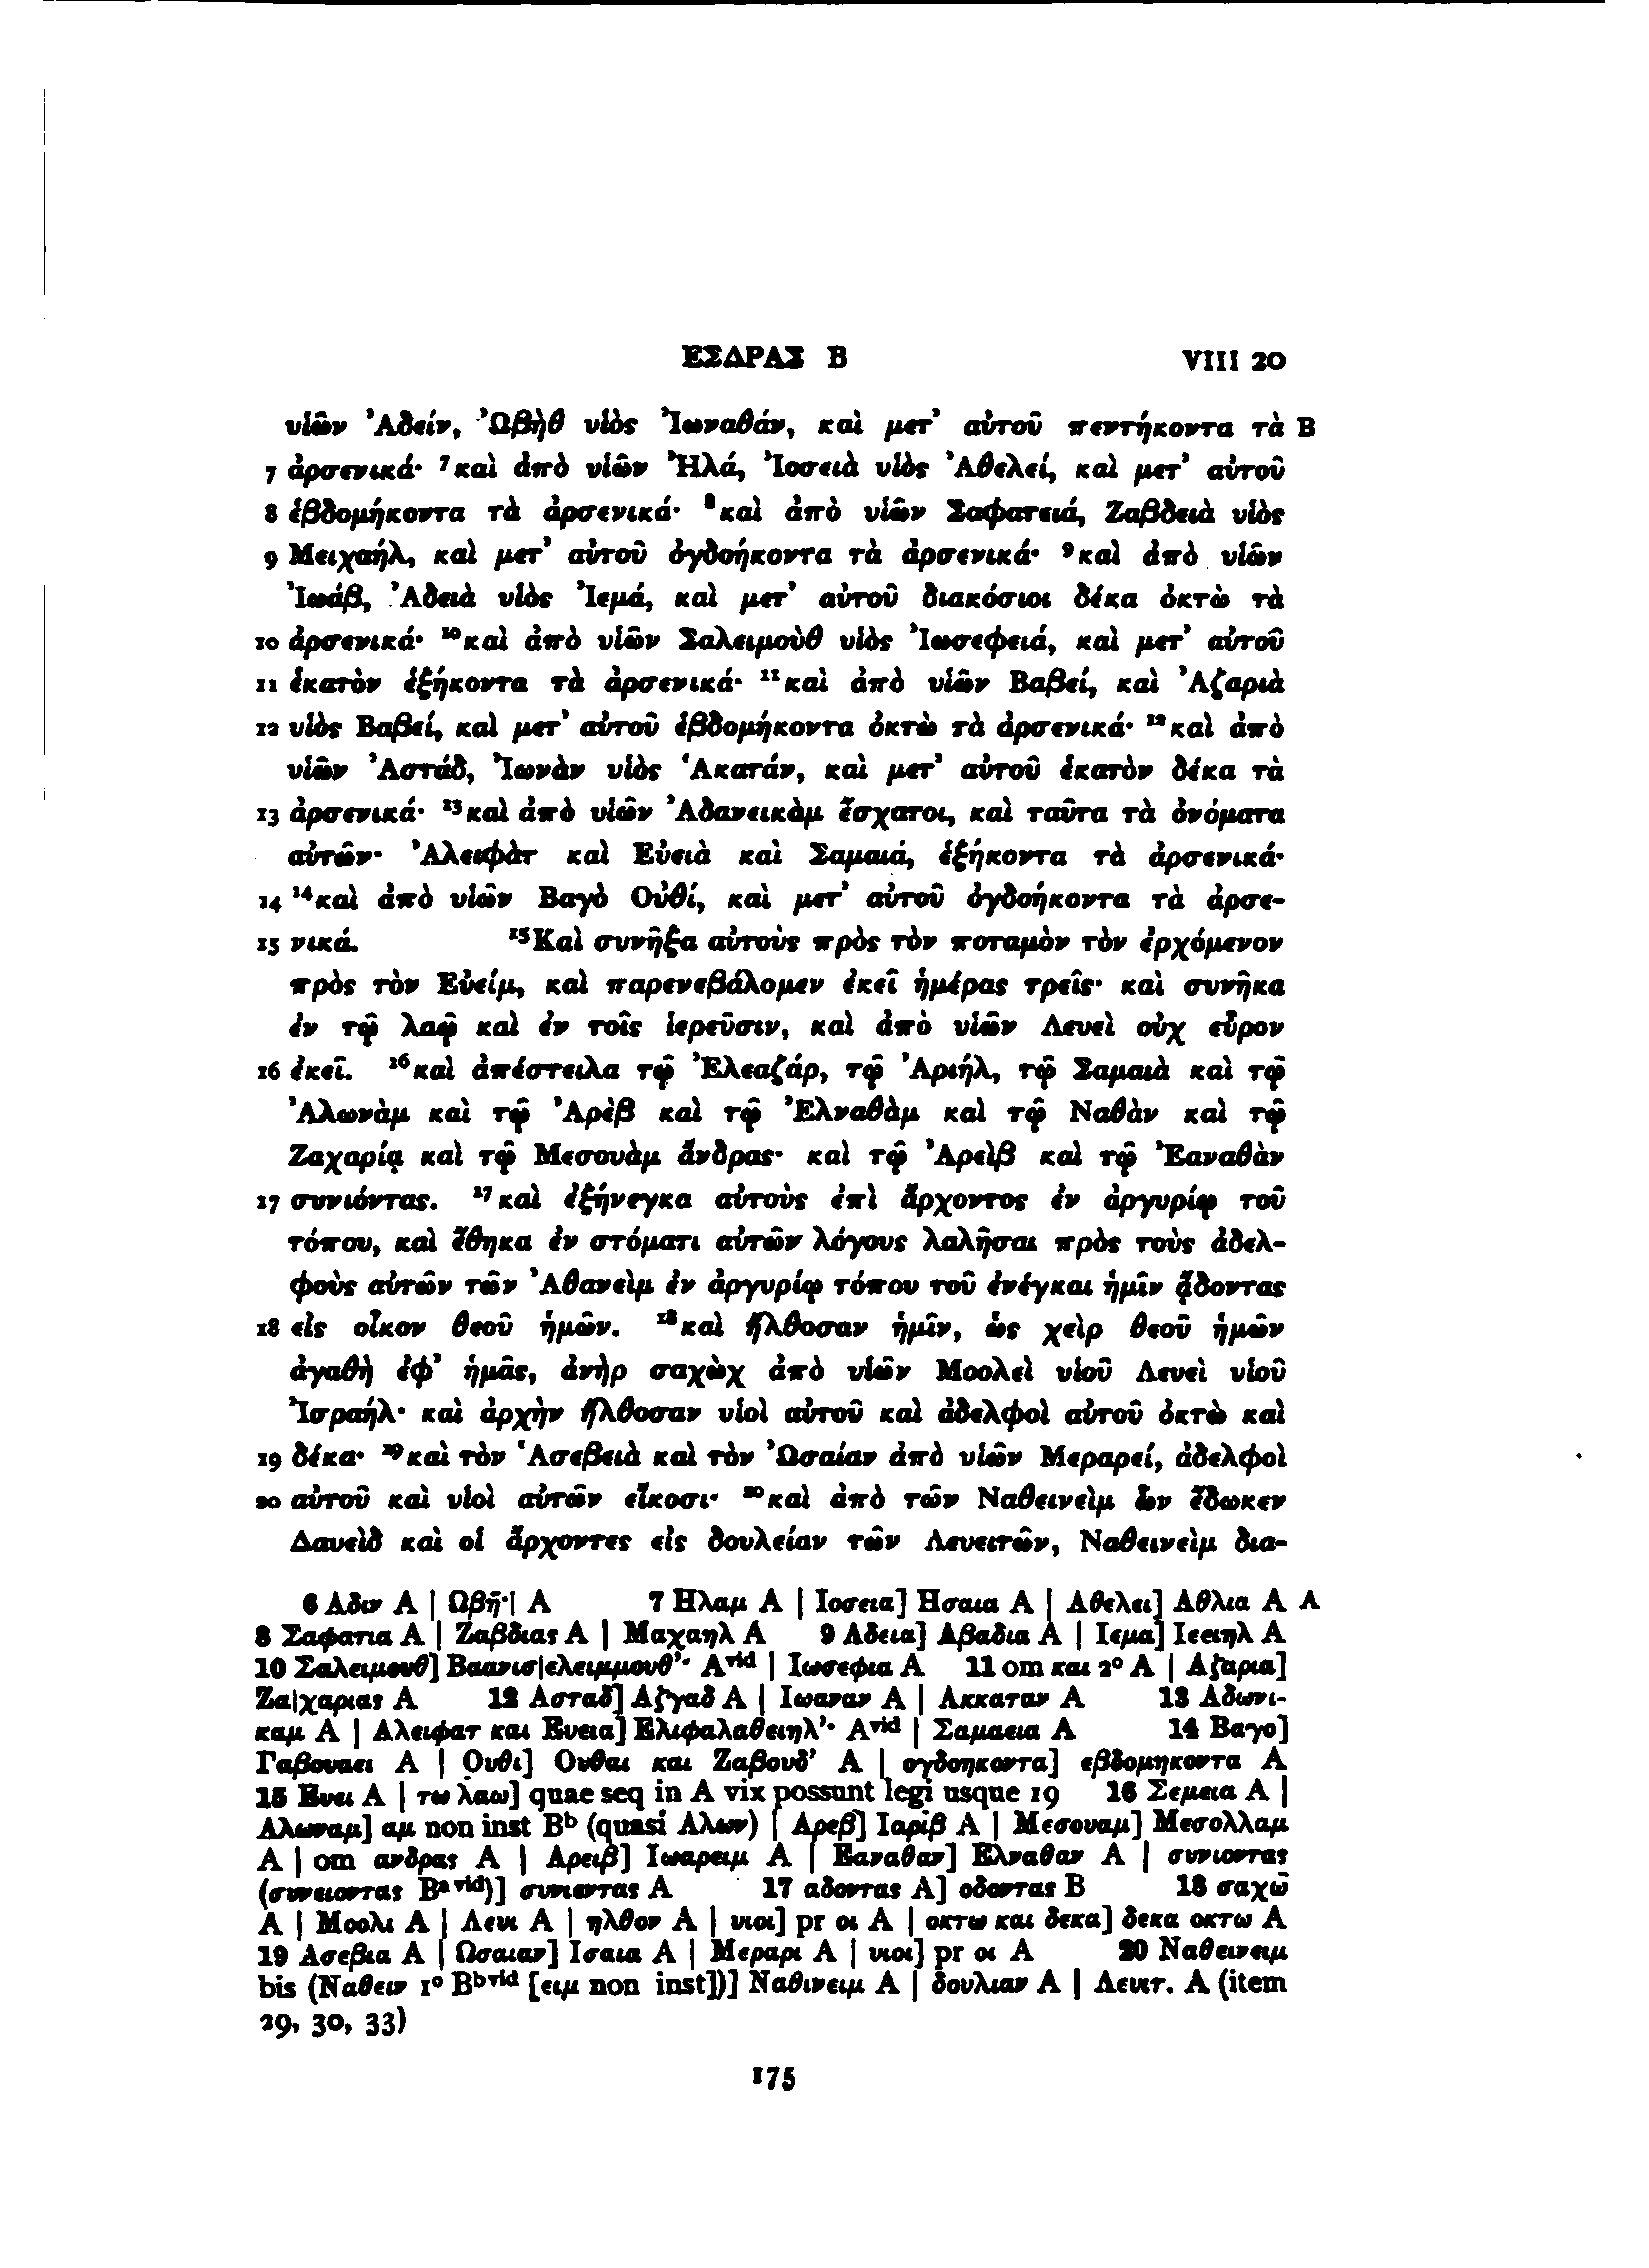 ΕΣΔΡΑΣ Β VIII 20
υἱῶν Ἀδείν, Ὠβὴθ υἱὸς Ἰωναθάν, καὶ μετ᾽ αὐτοῦ πεντήκοντα τὰ B
7 ἀρσενικά· ⁷καὶ ἀπὸ υἱῶν Ἠλά, Ἰοσειὰ υἱὸς Ἀθελεί, καὶ μετ᾽ αὐτοῦ
8 ἑβδομήκοντα τὰ ἀρσενικά· ⁸καὶ ἀπὸ υἱῶν Σαφατειά, Ζαβδειὰ υἱὸς
9 Μειχαήλ, καὶ μετ᾽ αὐτοῦ ὀγδοήκοντα τὰ ἀρσενικά· ⁹καὶ ἀπὸ υἱῶν
Ἰωάβ, Ἀδειὰ υἱὸς Ἰεμά, καὶ μετ᾽ αὐτοῦ διακόσιοι δέκα ὀκτὼ τὰ
10 ἀρσενικά· ¹⁰καὶ ἀπὸ υἱῶν Σαλειμοὺθ υἱὸς Ἰωσεφειά, καὶ μετ᾽ αὐτοῦ
11 ἑκατὸν ἑξήκοντα τὰ ἀρσενικά· ¹¹καὶ ἀπὸ υἱῶν Βαβεί, καὶ Ἀζαριὰ
12 υἱὸς Βαβεί, καὶ μετ᾽ αὐτοῦ ἑβδομήκοντα ὀκτὼ τὰ ἀρσενικά· ¹²καὶ ἀπὸ
υἱῶν Ἀστάδ, Ἰωνὰν υἱὸς Ἁκατάν, καὶ μετ᾽ αὐτοῦ ἑκατὸν δέκα τὰ
13 ἀρσενικά· ¹³καὶ ἀπὸ υἱῶν Ἀδανεικὰμ ἔσχατοι, καὶ ταῦτα τὰ ὀνόματα
αὐτῶν· Ἀλειφὰτ καὶ Εὐειὰ καὶ Σαμαιά, ἑξήκοντα τὰ ἀρσενικά·
14 ¹⁴καὶ ἀπὸ υἱῶν Βαγὸ Οὐθί, καὶ μετ᾽ αὐτοῦ ὀγδοήκοντα τὰ ἀρσε-
15 νικά. ¹⁵Καὶ συνῆξα αὐτοὺς πρὸς τὸν ποταμὸν τὸν ἐρχόμενον
πρὸς τὸν Εὐείμ, καὶ παρενεβάλομεν ἐκεῖ ἡμέρας τρεῖς· καὶ συνῆκα
ἐν τῷ λαῷ καὶ ἐν τοῖς ἱερεῦσιν, καὶ ἀπὸ υἱῶν Λευεὶ οὐχ εὗρον
16 ἐκεῖ. ¹⁶καὶ ἀπέστειλα τῷ Ἐλεαζάρ, τῷ Ἀριήλ, τῷ Σαμαιὰ καὶ τῷ
Ἀλωνὰμ καὶ τῷ Ἀρὲβ καὶ τῷ Ἐλναθὰμ καὶ τῷ Ναθὰν καὶ τῷ
Ζαχαρίᾳ καὶ τῷ Μεσουὰμ ἄνδρας· καὶ τῷ Ἀρεὶβ καὶ τῷ Ἐαναθὰν
17 συνιόντας. ¹⁷καὶ ἐξήνεγκα αὐτοὺς ἐπὶ ἄρχοντος ἐν ἀργυρίῳ τοῦ
τόπου, καὶ ἔθηκα ἐν στόματι αὐτῶν λόγους λαλῆσαι πρὸς τοὺς ἀδελ-
φοὺς αὐτῶν τῶν Ἀθανεὶμ ἐν ἀργυρίῳ τόπου τοῦ ἐνέγκαι ἡμῖν ᾄδοντας
18 εἰς οἶκον θεοῦ ἡμῶν. ¹⁸καὶ ἤλθοσαν ἡμῖν, ὡς χεὶρ θεοῦ ἡμῶν
ἀγαθὴ ἐφ᾽ ἡμᾶς, ἀνὴρ σαχὼχ ἀπὸ υἱῶν Μοολεὶ υἱοῦ Λευεὶ υἱοῦ
Ἰσραήλ· καὶ ἀρχὴν ἤλθοσαν υἱοὶ αὐτοῦ καὶ ἀδελφοὶ αὐτοῦ ὀκτὼ καὶ
19 δέκα· ¹⁹καὶ τὸν Ἁσεβειὰ καὶ τὸν Ὠσαίαν ἀπὸ υἱῶν Μεραρεί, ἀδελφοὶ
20 αὐτοῦ καὶ υἱοὶ αὐτῶν εἴκοσι· ²⁰καὶ ἀπὸ τῶν Ναθεινεὶμ ὧν ἔδωκεν
Δαυεὶδ καὶ οἱ ἄρχοντες εἰς δουλείαν τῶν Λευειτῶν, Ναθεινεὶμ δια-
6 Αδιν A | Ωβη̄·| A 7 Ηλαμ A | Ιοσεια] Ησαια A | Αθελει] Αθλια A A
8 Σαφατια A | Ζαβδιας A | Μαχαηλ A 9 Αδεια] Αβαδια A | Ιεμα] Ιεειηλ A
10 Σαλειμουθ] Βαανισ|ελειμμουθ᾽· Aᵛⁱᵈ | Ιωσεφια A 11 om και 2° A | Αζαρια]
Ζα|χαριας A 12 Ασταδ] Αζγαδ A | Ιωαναν A | Ακκαταν A 13 Αδωνι-
καμ A | Αλειφατ και Ευεια] Ελιφαλαθειηλ᾽· Aᵛⁱᵈ | Σαμαεια A 14 Βαγο]
Γαβουαει A | Ουθι] Ουθαι και Ζαβουδ᾽ A | ογδοηκοντα] εβδομηκοντα A
15 Ευει A | τω λαω] quae seq in A vix possunt legi usque 19 16 Σεμεια A |
Αλωναμ] αμ non inst Bᵇ (quasi Αλων) | Αρεβ] Ιαριβ A | Μεσουαμ] Μεσολλαμ
A | om ανδρας A | Αρειβ] Ιωαρειμ A | Εαναθαν] Ελναθαν A | συνιοντας
(συνειοντας Bᵃ ᵛⁱᵈ)] συνιεντας A 17 αδοντας A] οδοντας B 18 σαχω̄
A | Μοολι A | Λευι A | ηλθον A | υιοι] pr οι A | οκτω και δεκα] δεκα οκτω A
19 Ασεβια A | Ωσαιαν] Ισαια A | Μεραρι A | υιοι] pr οι A 20 Ναθεινειμ
bis (Ναθειν 1° Bᵇ ᵛⁱᵈ [ειμ non inst])] Ναθινειμ A | δουλιαν A | Λευιτ. A (item
29, 30, 33)
175